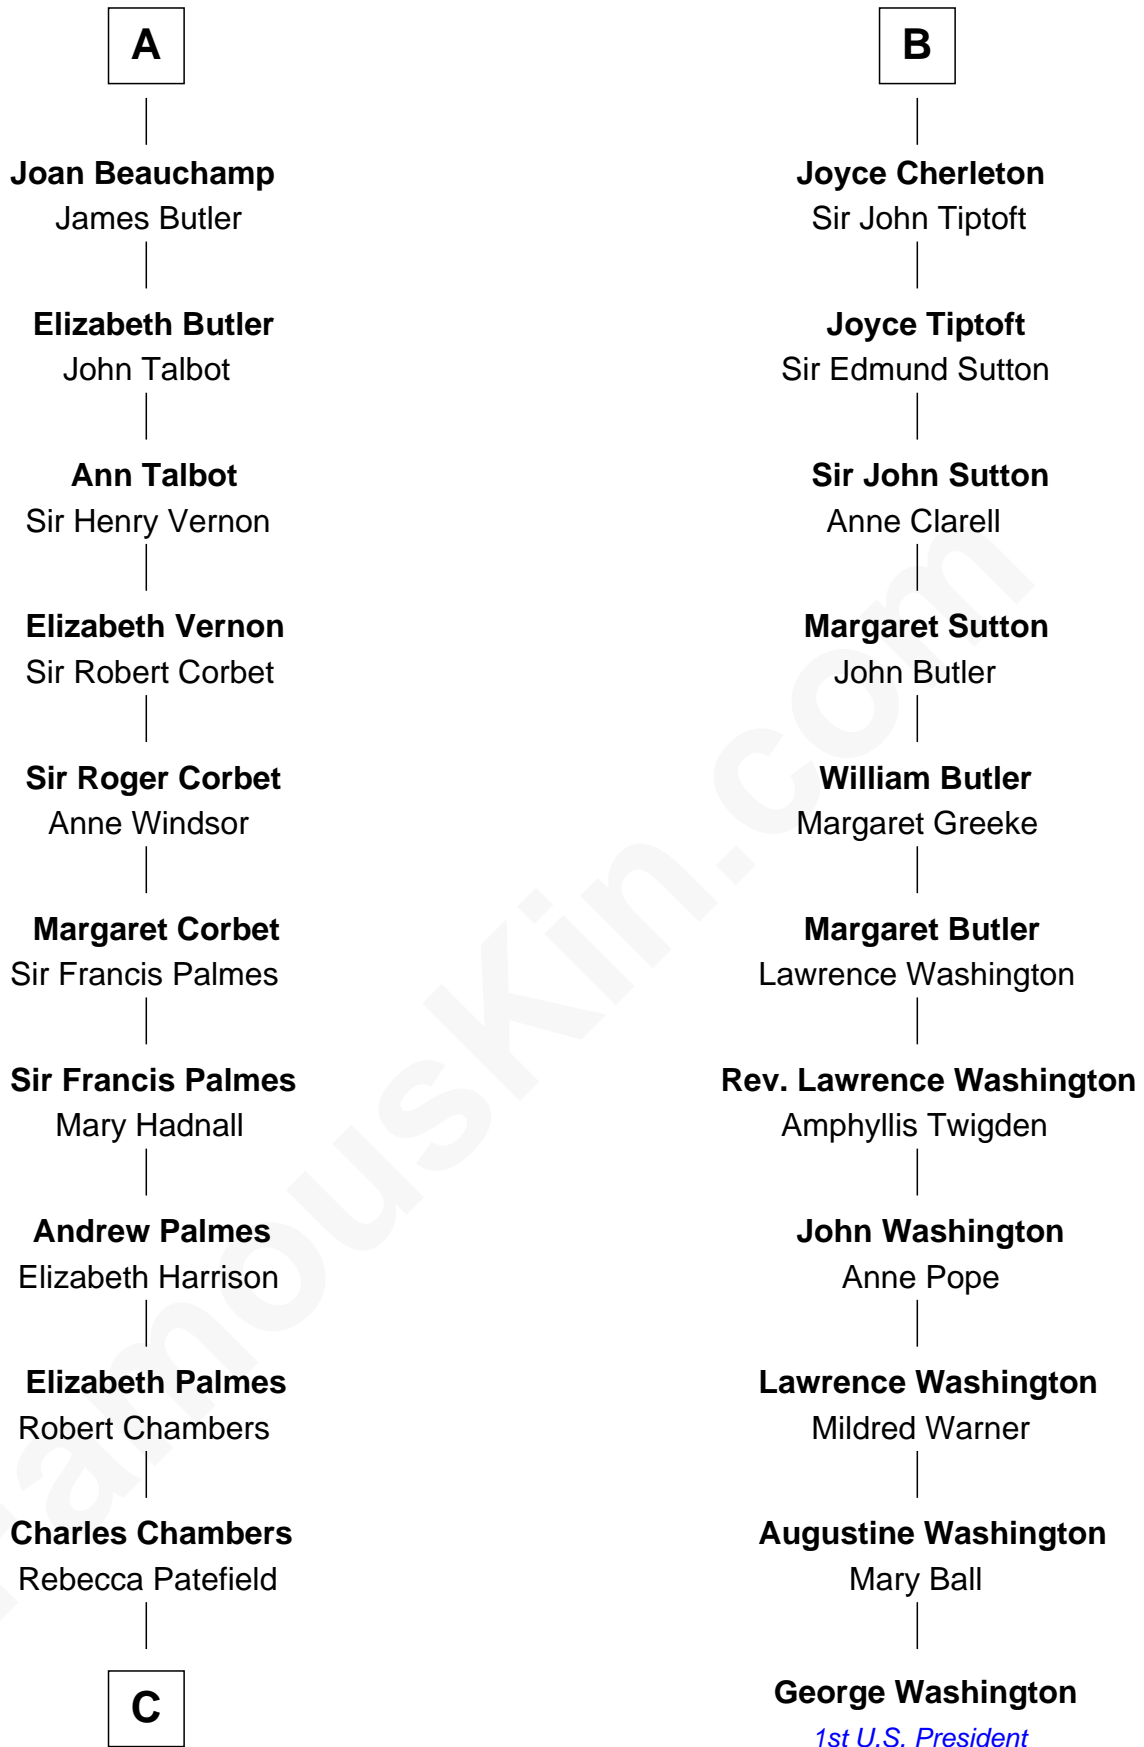 A
Joan Beauchamp
James Butler
Elizabeth Butler
John Talbot
Ann Talbot
Sir Henry Vernon
Elizabeth Vernon
Sir Robert Corbet
Sir Roger Corbet
Anne Windsor
Margaret Corbet
Sir Francis Palmes
Sir Francis Palmes
Mary Hadnall
Andrew Palmes
Elizabeth Harrison
Elizabeth Palmes
Robert Chambers
Charles Chambers
Rebecca Patefield
C
B
Joyce Cherleton
Sir John Tiptoft
Joyce Tiptoft
Sir Edmund Sutton
Sir John Sutton
Anne Clarell
Margaret Sutton
John Butler
William Butler
Margaret Greeke
Margaret Butler
Lawrence Washington
Rev. Lawrence Washington
Amphyllis Twigden
John Washington
Anne Pope
Lawrence Washington
Mildred Warner
Augustine Washington
Mary Ball
George Washington
1st U.S. President
FamousKin.com